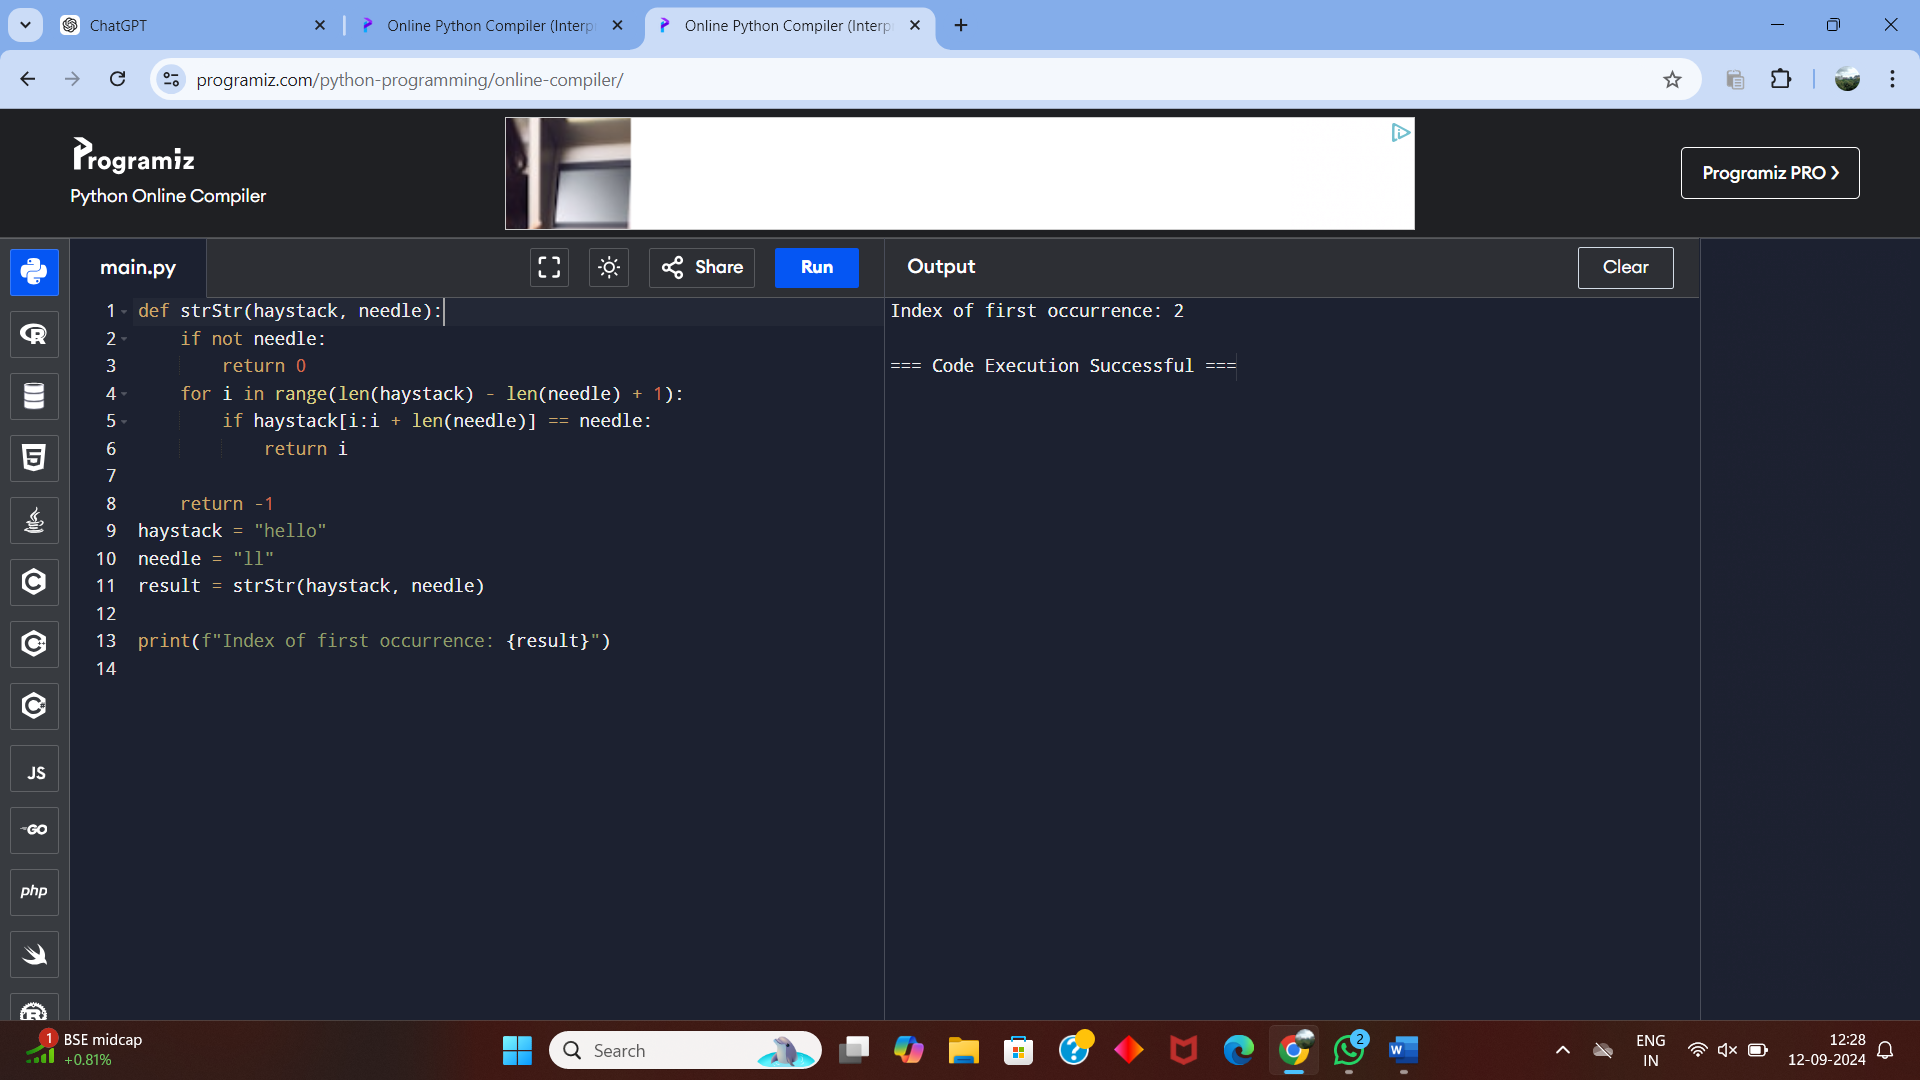 ChatGPT
Online Python Compiler (Interp
Online Python Compiler (Interp
programiz.com/python-programming/online-compiler/
Programiz
Python Online Compiler
Programiz PRO ❯
main.py
Share
Run
Output
Clear
1 def strStr(haystack, needle):
2     if not needle:
3         return 0
4     for i in range(len(haystack) - len(needle) + 1):
5         if haystack[i:i + len(needle)] == needle:
6             return i
7
8     return -1
9 haystack = "hello"
10 needle = "ll"
11 result = strStr(haystack, needle)
12
13 print(f"Index of first occurrence: {result}")
14
Index of first occurrence: 2
=== Code Execution Successful ===
JS
GO
php
1
BSE midcap
+0.81%
Search
2
W
ENG
IN
12:28
12-09-2024